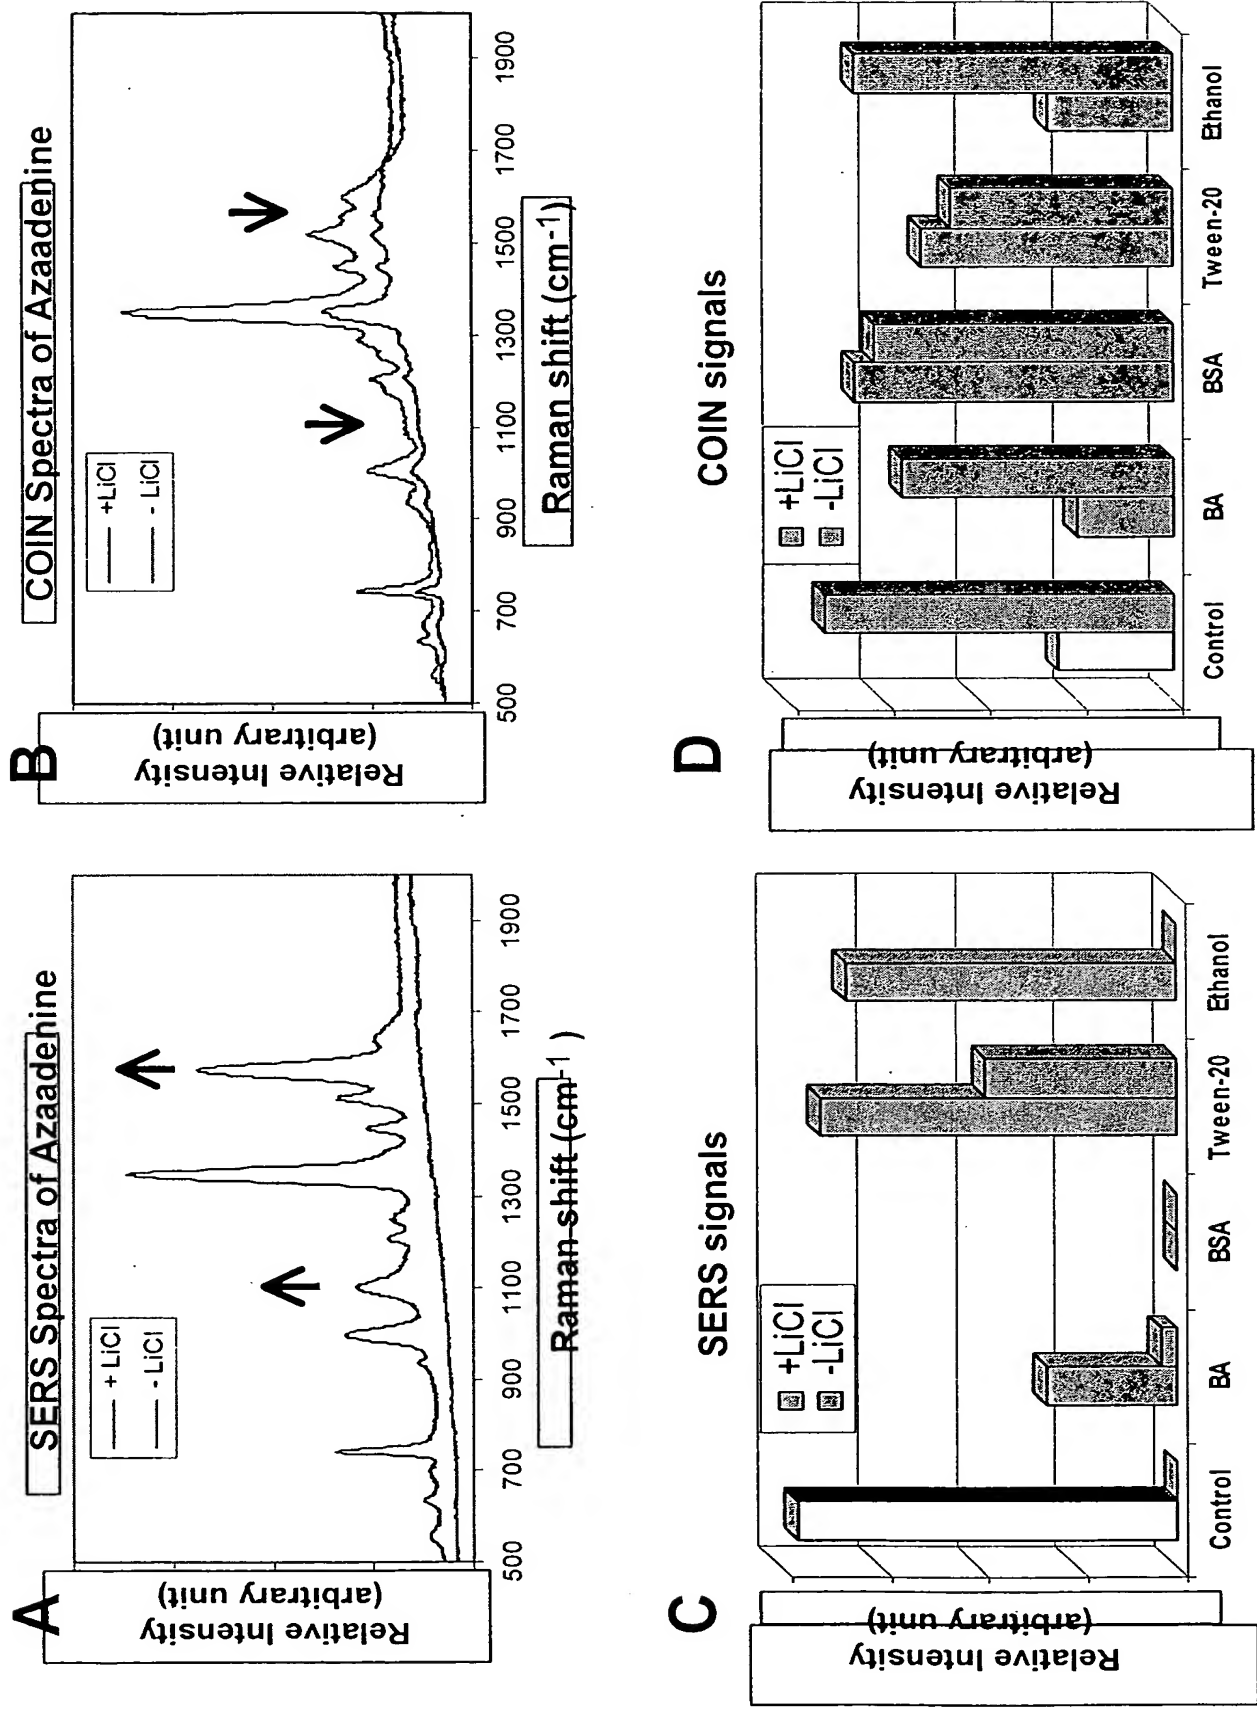 A
SERS Spectra of Azaadenine
+ LiCl
- LiCl
Relative Intensity
(arbitrary unit)
500 700 900 1100 1300 1500 1700 1900
Raman shift (cm-1)
B
COIN Spectra of Azaadenine
+LiCl
- LiCl
Relative Intensity
(arbitrary unit)
500 700 900 1100 1300 1500 1700 1900
Raman shift (cm-1)
C
SERS signals
+LiCl
-LiCl
Relative Intensity
(arbitrary unit)
Control BA BSA Tween-20 Ethanol
D
COIN signals
+LiCl
-LiCl
Relative Intensity
(arbitrary unit)
Control BA BSA Tween-20 Ethanol